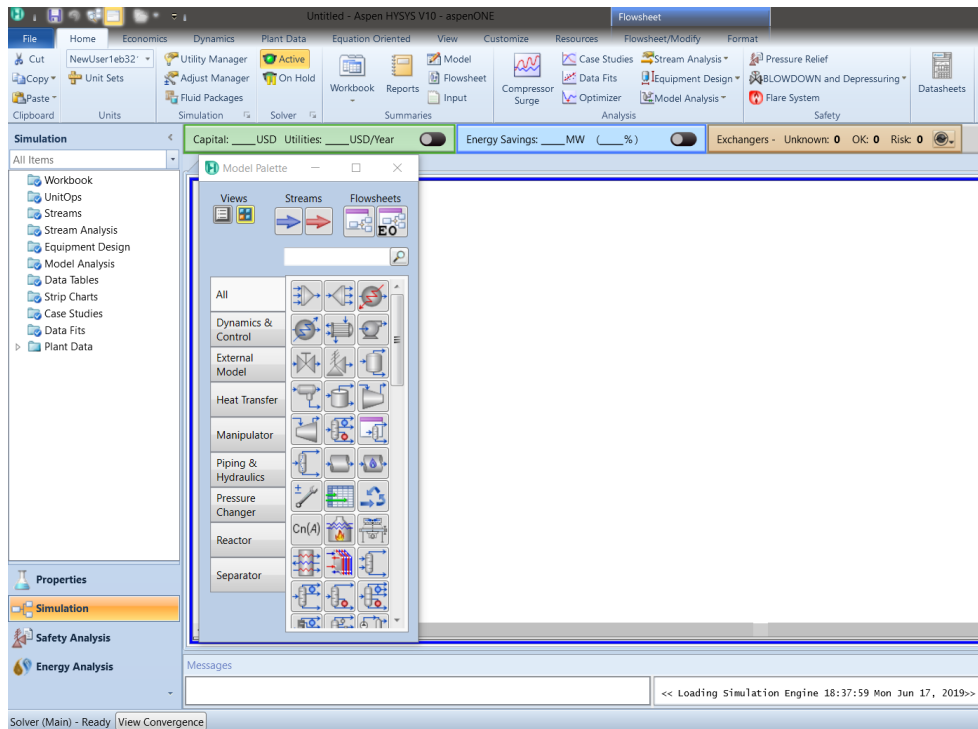 Untitled - Aspen HYSYS V10 - aspenONE
Flowsheet
File Home Economics Dynamics Plant Data Equation Oriented View Customize Resources Flowsheet/Modify Format
Cut
Copy
Paste
Clipboard
NewUser1eb32
Unit Sets
Units
Utility Manager
Adjust Manager
Fluid Packages
Simulation
Active
On Hold
Solver
Workbook
Reports
Model
Flowsheet
Input
Summaries
Compressor
Surge
Case Studies
Data Fits
Optimizer
Stream Analysis
Equipment Design
Model Analysis
Analysis
Pressure Relief
BLOWDOWN and Depressuring
Flare System
Safety
Datasheets
Simulation
All Items
Workbook
UnitOps
Streams
Stream Analysis
Equipment Design
Model Analysis
Data Tables
Strip Charts
Case Studies
Data Fits
Plant Data
Properties
Simulation
Safety Analysis
Energy Analysis
Capital: ____USD Utilities: ____USD/Year
Energy Savings: ____MW (____%)
Exchangers - Unknown: 0 OK: 0 Risk: 0
Model Palette
Views Streams Flowsheets
EO
All
Dynamics &
Control
External
Model
Heat Transfer
Manipulator
Piping &
Hydraulics
Pressure
Changer
Reactor
Separator
Cn(A)
Messages
<< Loading Simulation Engine 18:37:59 Mon Jun 17, 2019>>
Solver (Main) - Ready View Convergence